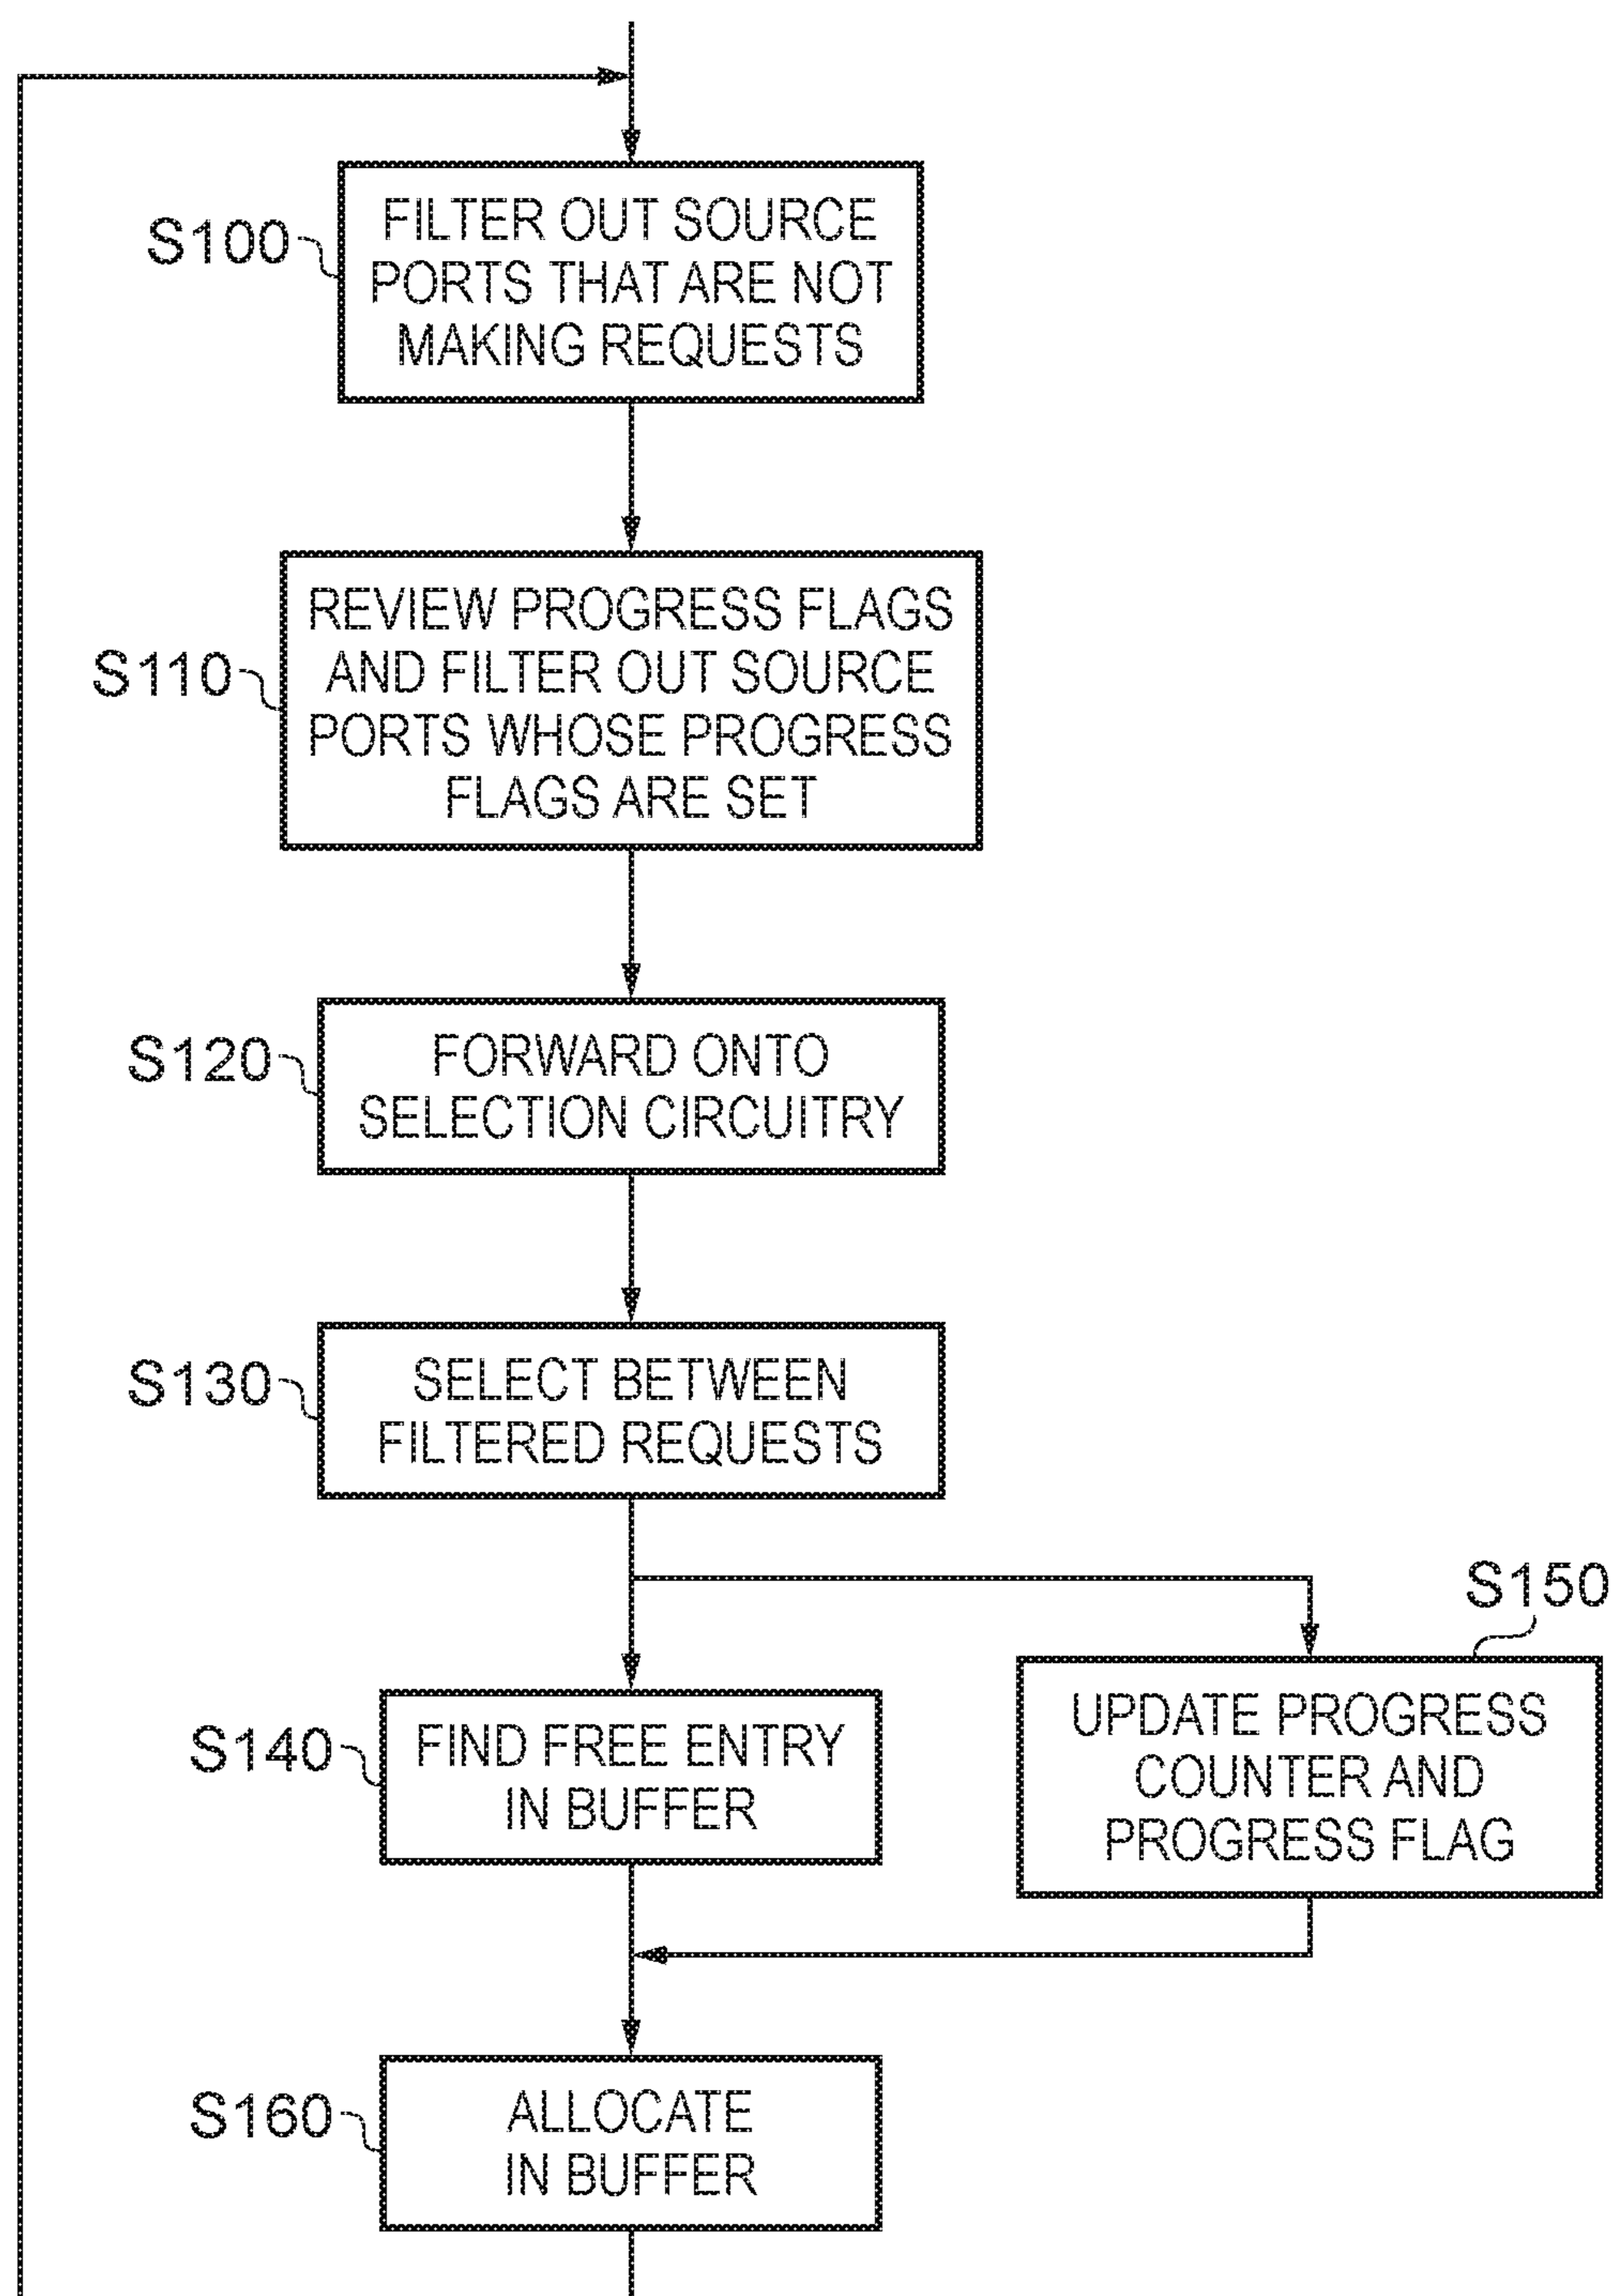 S100
FILTER OUT SOURCE
PORTS THAT ARE NOT
MAKING REQUESTS
S110
REVIEW PROGRESS FLAGS
AND FILTER OUT SOURCE
PORTS WHOSE PROGRESS
FLAGS ARE SET
S120
FORWARD ONTO
SELECTION CIRCUITRY
S130
SELECT BETWEEN
FILTERED REQUESTS
S140
FIND FREE ENTRY
IN BUFFER
S150
UPDATE PROGRESS
COUNTER AND
PROGRESS FLAG
S160
ALLOCATE
IN BUFFER